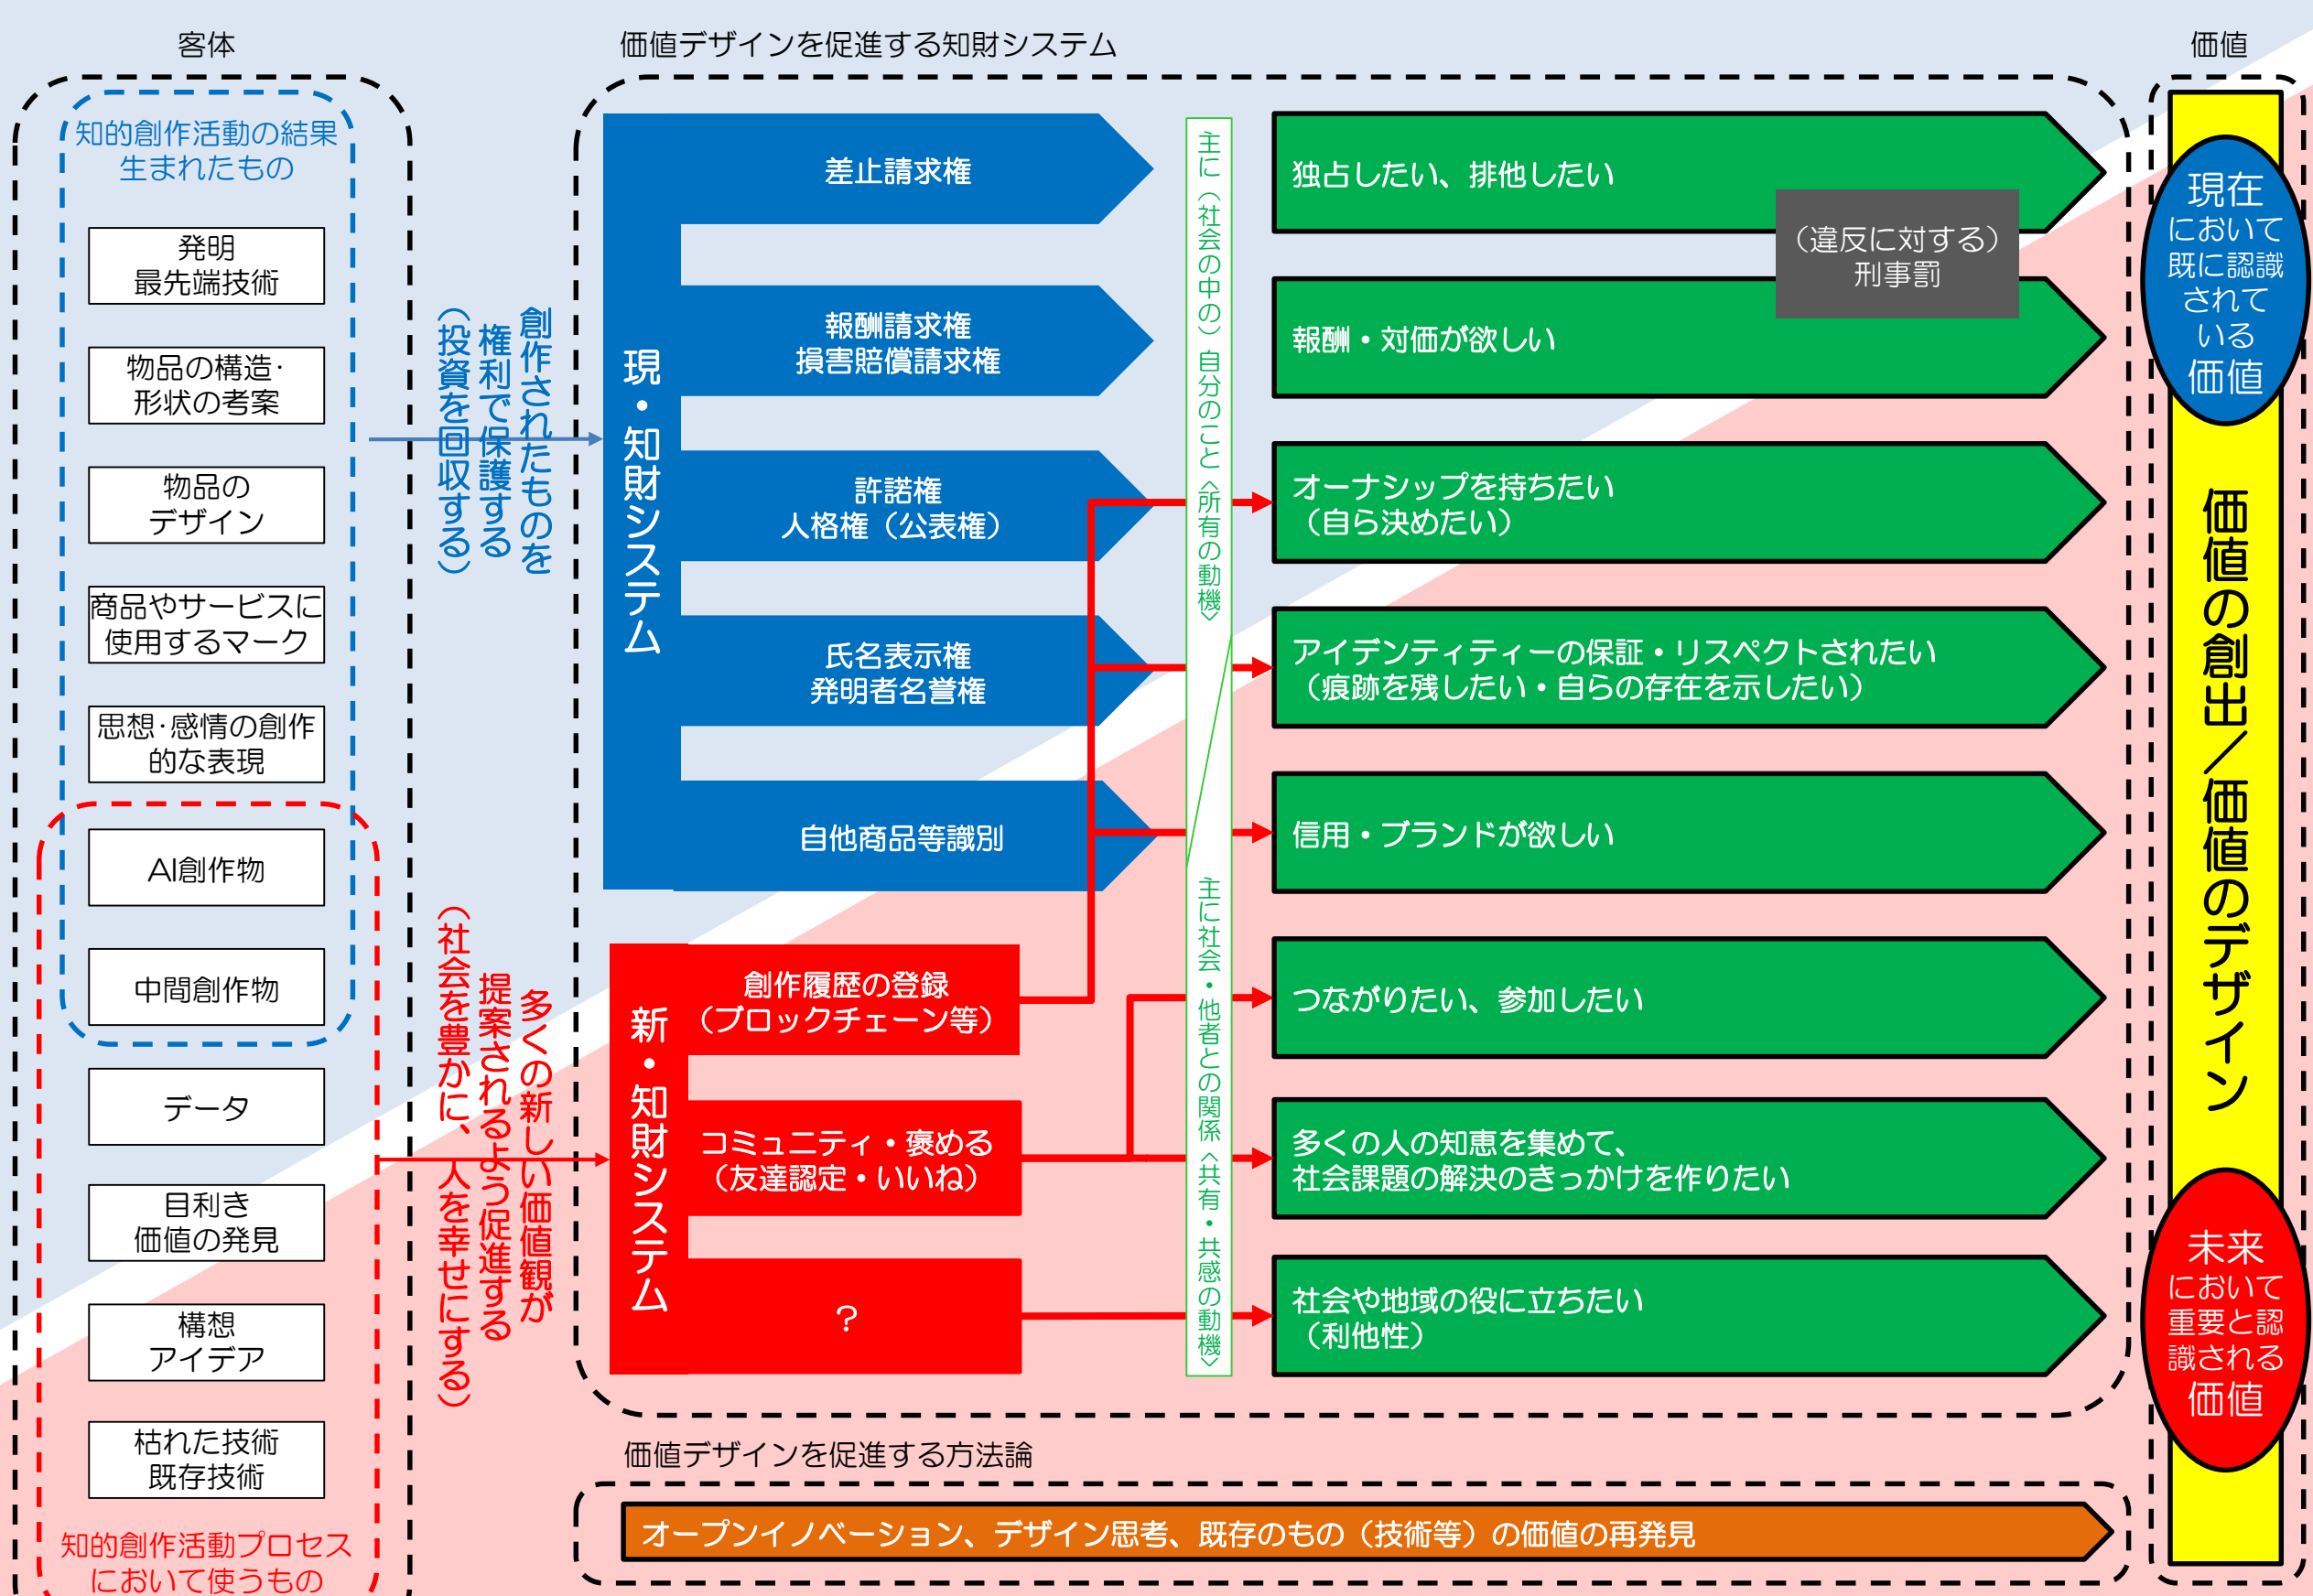 客体
知的創作活動の結果
生まれたもの
発明
最先端技術
物品の構造・
形状の考案
物品の
デザイン
商品やサービスに
使用するマーク
思想・感情の創作
的な表現
AI創作物
中間創作物
データ
目利き
価値の発見
構想
アイデア
枯れた技術
既存技術
知的創作活動プロセス
において使うもの
創作されたものを
権利で保護する
（投資を回収する）
多くの新しい価値観が
提案されるよう促進する
（社会を豊かに、人を幸せにする）
価値デザインを促進する知財システム
現・知財システム
差止請求権
報酬請求権
損害賠償請求権
許諾権
人格権（公表権）
氏名表示権
発明者名誉権
自他商品等識別
新・知財システム
創作履歴の登録
（ブロックチェーン等）
コミュニティ・褒める
（友達認定・いいね）
？
主に（社会の中の）自分のこと〈所有の動機〉
主に社会・他者との関係〈共有・共感の動機〉
独占したい、排他したい
（違反に対する）
刑事罰
報酬・対価が欲しい
オーナシップを持ちたい
（自ら決めたい）
アイデンティティーの保証・リスペクトされたい
（痕跡を残したい・自らの存在を示したい）
信用・ブランドが欲しい
つながりたい、参加したい
多くの人の知恵を集めて、
社会課題の解決のきっかけを作りたい
社会や地域の役に立ちたい
（利他性）
価値デザインを促進する方法論
オープンイノベーション、デザイン思考、既存のもの（技術等）の価値の再発見
価値
現在
において
既に認識
されて
いる
価値
価値の創出／価値のデザイン
未来
において
重要と認
識される
価値